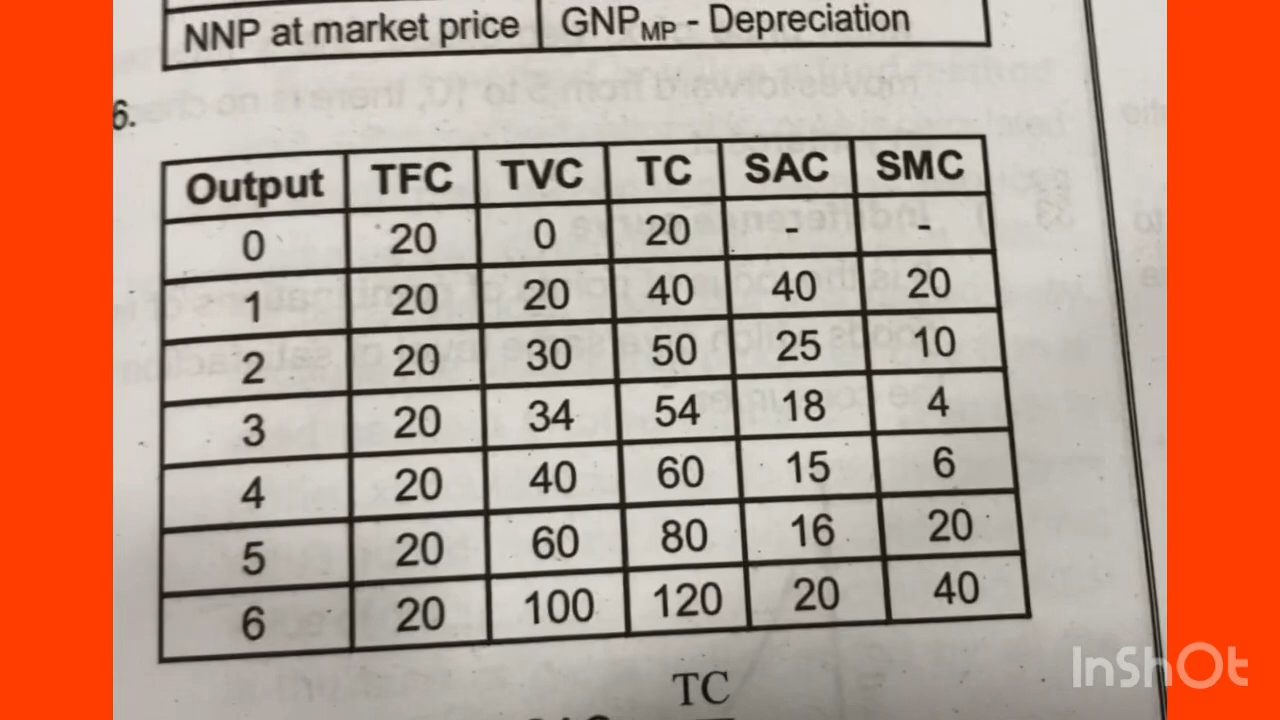 NNP at market price | GNPMP - Depreciation
6.
Output | TFC | TVC | TC | SAC | SMC
0 | 20 | 0 | 20 | - | -
1 | 20 | 20 | 40 | 40 | 20
2 | 20 | 30 | 50 | 25 | 10
3 | 20 | 34 | 54 | 18 | 4
4 | 20 | 40 | 60 | 15 | 6
5 | 20 | 60 | 80 | 16 | 20
6 | 20 | 100 | 120 | 20 | 40
TC
InShOt